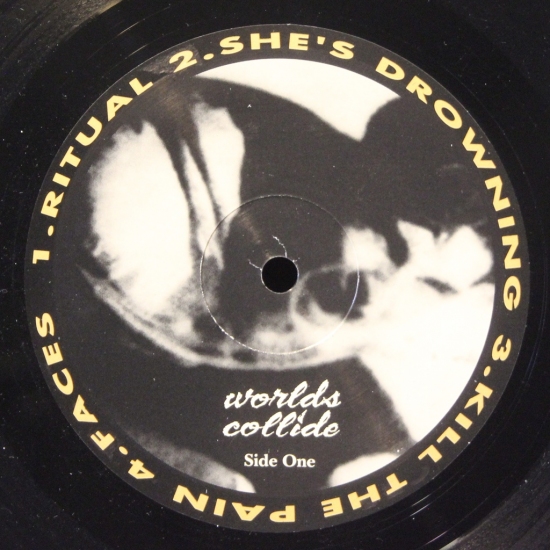 1.RITUAL 2.SHE'S DROWNING 3.KILL THE PAIN 4.FACES
worlds
collide
Side One